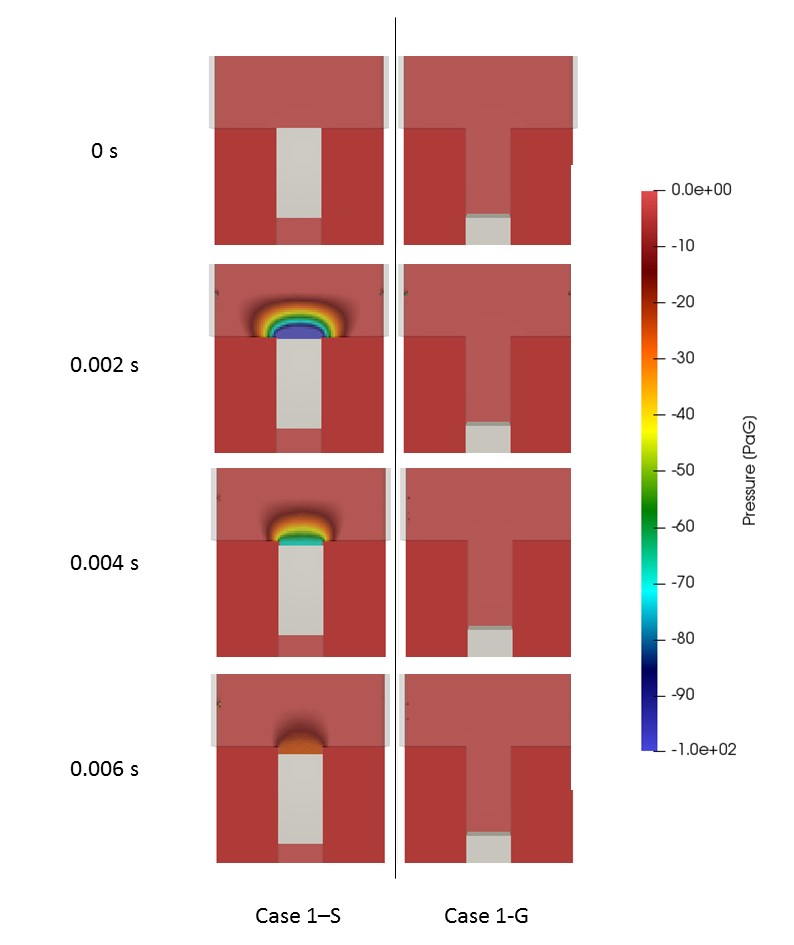 0 s
0.002 s
0.004 s
0.006 s
0.0e+00
-10
-20
-30
-40
-50
-60
-70
-80
-90
-1.0e+02
Pressure (PaG)
Case 1–S
Case 1-G